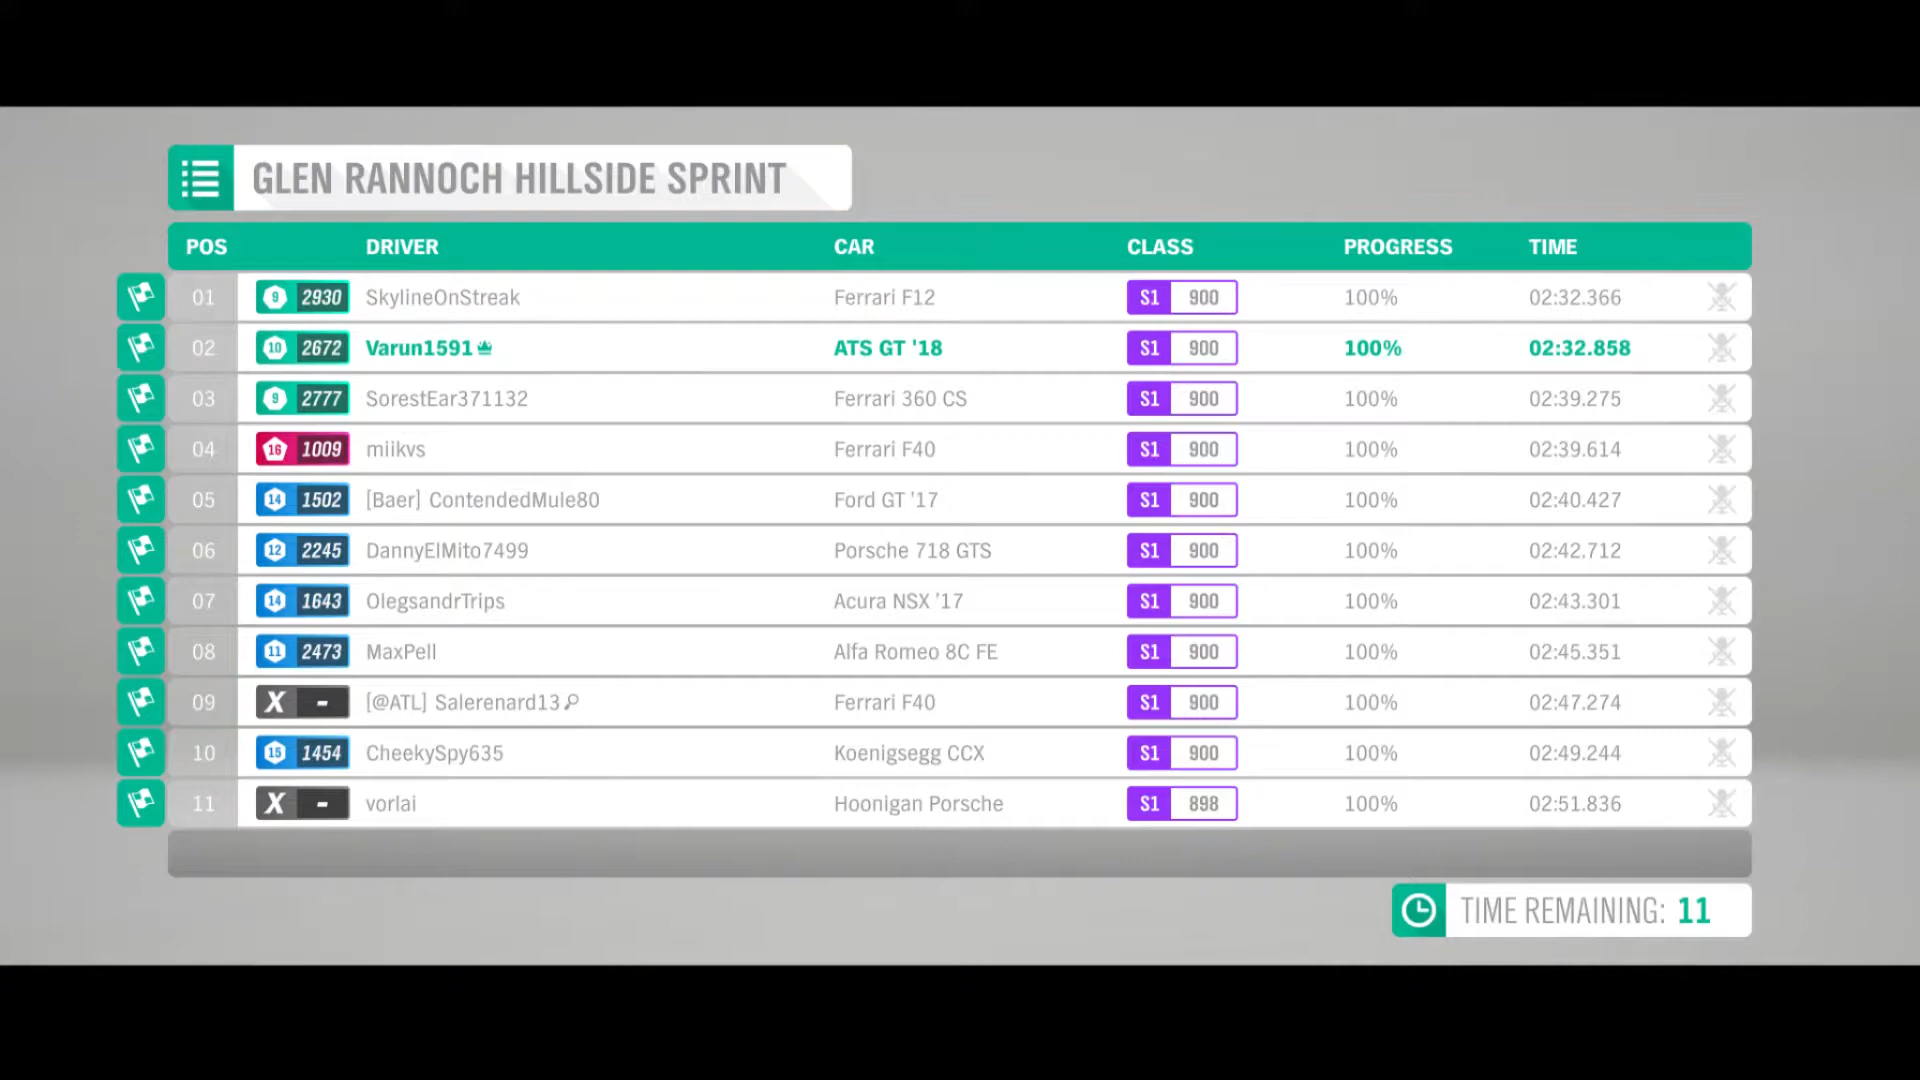 GLEN RANNOCH HILLSIDE SPRINT
POS DRIVER CAR CLASS PROGRESS TIME
01 9 2930 SkylineOnStreak Ferrari F12 S1 900 100% 02:32.366
02 10 2672 Varun1591 ATS GT '18 S1 900 100% 02:32.858
03 9 2777 SorestEar371132 Ferrari 360 CS S1 900 100% 02:39.275
04 16 1009 miikvs Ferrari F40 S1 900 100% 02:39.614
05 14 1502 [Baer] ContendedMule80 Ford GT '17 S1 900 100% 02:40.427
06 12 2245 DannyElMito7499 Porsche 718 GTS S1 900 100% 02:42.712
07 14 1643 OlegsandrTrips Acura NSX '17 S1 900 100% 02:43.301
08 11 2473 MaxPell Alfa Romeo 8C FE S1 900 100% 02:45.351
09 X - [@ATL] Salerenard13 Ferrari F40 S1 900 100% 02:47.274
10 15 1454 CheekySpy635 Koenigsegg CCX S1 900 100% 02:49.244
11 X - vorlai Hoonigan Porsche S1 898 100% 02:51.836
TIME REMAINING: 11